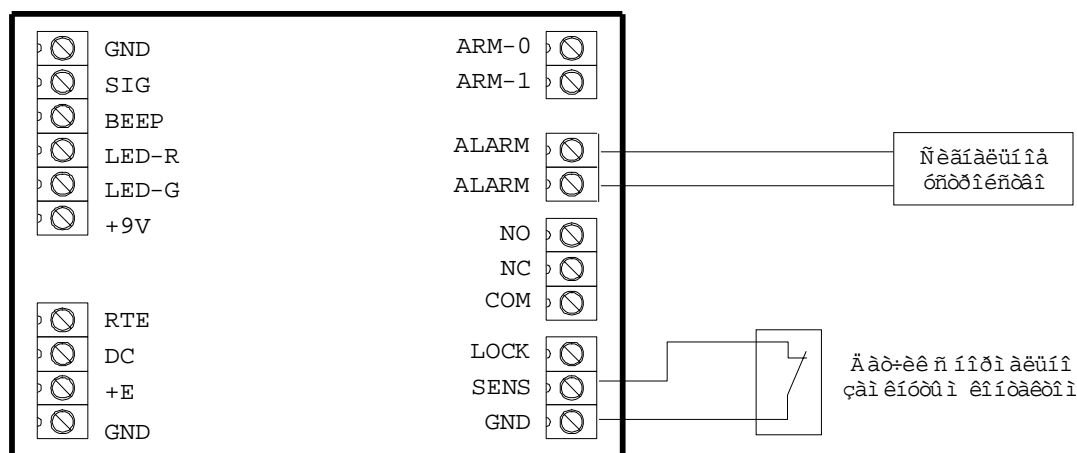 GND
SIG
BEEP
LED-R
LED-G
+9V
RTE
DC
+E
GND
ARM-0
ARM-1
ALARM
ALARM
NO
NC
COM
LOCK
SENS
GND
Ñèãíàëüíîå
óñòðîéñòâî
Äàò÷èê ñ íîðìàëüíî
çàìêíóòûì êîíòàêòîì